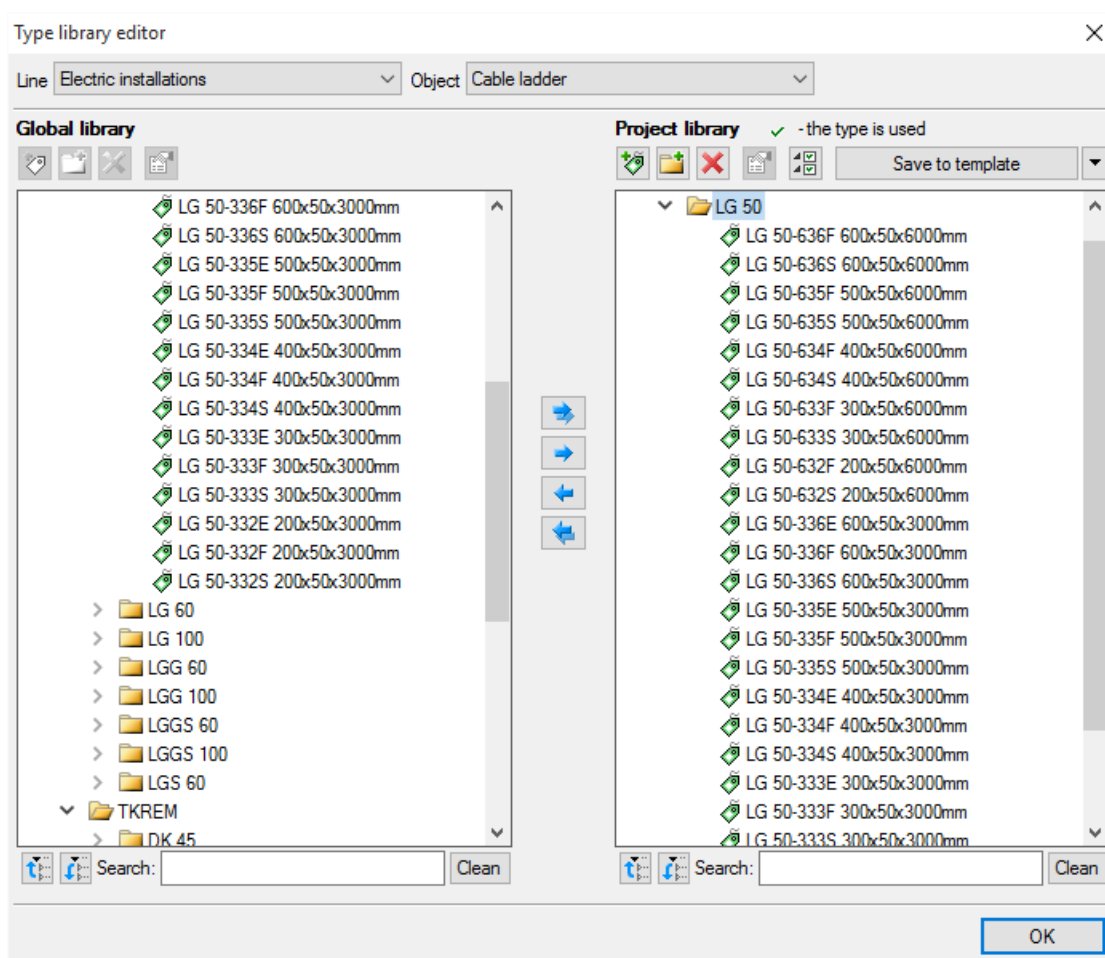 Type library editor
Line Electric installations Object Cable ladder
Global library
Project library - the type is used
Save to template
LG 50-336F 600x50x3000mm
LG 50-336S 600x50x3000mm
LG 50-335E 500x50x3000mm
LG 50-335F 500x50x3000mm
LG 50-335S 500x50x3000mm
LG 50-334E 400x50x3000mm
LG 50-334F 400x50x3000mm
LG 50-334S 400x50x3000mm
LG 50-333E 300x50x3000mm
LG 50-333F 300x50x3000mm
LG 50-333S 300x50x3000mm
LG 50-332E 200x50x3000mm
LG 50-332F 200x50x3000mm
LG 50-332S 200x50x3000mm
LG 60
LG 100
LGG 60
LGG 100
LGGS 60
LGGS 100
LGS 60
TKREM
DK 45
Search: Clean
LG 50
LG 50-636F 600x50x6000mm
LG 50-636S 600x50x6000mm
LG 50-635F 500x50x6000mm
LG 50-635S 500x50x6000mm
LG 50-634F 400x50x6000mm
LG 50-634S 400x50x6000mm
LG 50-633F 300x50x6000mm
LG 50-633S 300x50x6000mm
LG 50-632F 200x50x6000mm
LG 50-632S 200x50x6000mm
LG 50-336E 600x50x3000mm
LG 50-336F 600x50x3000mm
LG 50-336S 600x50x3000mm
LG 50-335E 500x50x3000mm
LG 50-335F 500x50x3000mm
LG 50-335S 500x50x3000mm
LG 50-334E 400x50x3000mm
LG 50-334F 400x50x3000mm
LG 50-334S 400x50x3000mm
LG 50-333E 300x50x3000mm
LG 50-333F 300x50x3000mm
LG 50-333S 300x50x3000mm
Search: Clean
OK